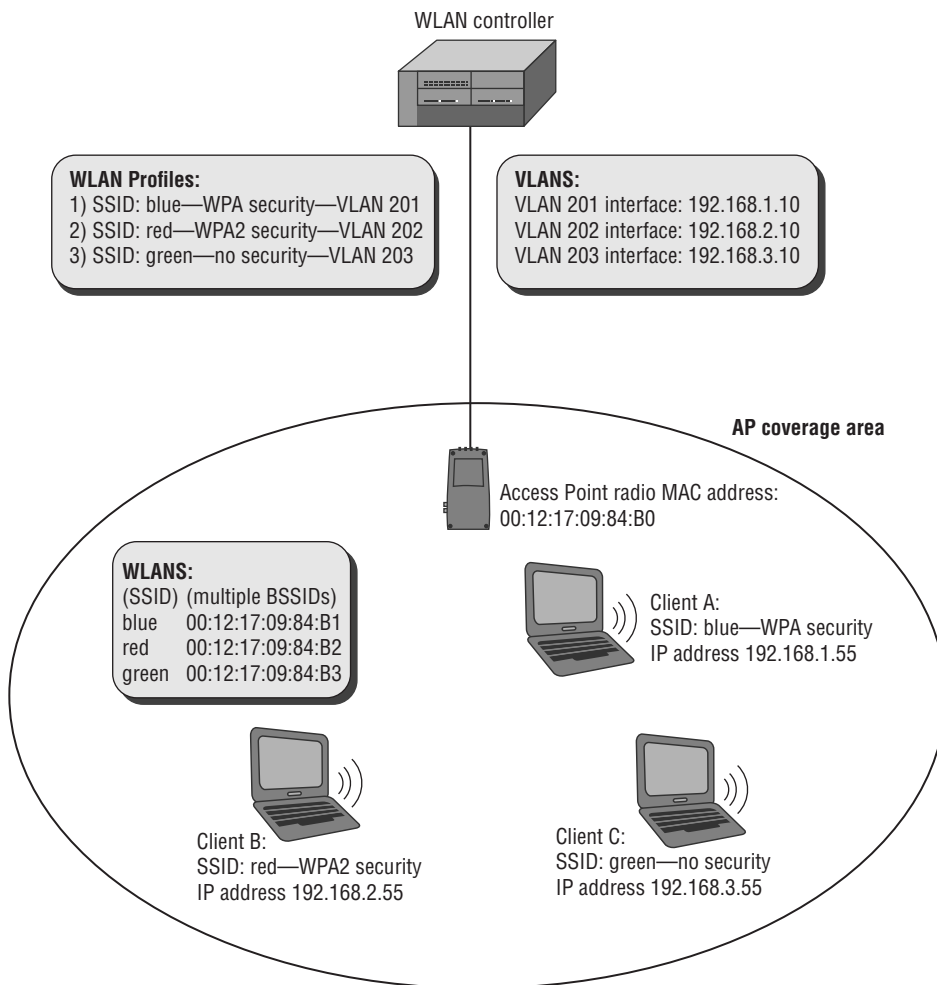 WLAN controller
WLAN Profiles:
1) SSID: blue—WPA security—VLAN 201
2) SSID: red—WPA2 security—VLAN 202
3) SSID: green—no security—VLAN 203
VLANS:
VLAN 201 interface: 192.168.1.10
VLAN 202 interface: 192.168.2.10
VLAN 203 interface: 192.168.3.10
AP coverage area
Access Point radio MAC address:
00:12:17:09:84:B0
WLANS:
(SSID) (multiple BSSIDs)
blue 00:12:17:09:84:B1
red 00:12:17:09:84:B2
green 00:12:17:09:84:B3
Client A:
SSID: blue—WPA security
IP address 192.168.1.55
Client B:
SSID: red—WPA2 security
IP address 192.168.2.55
Client C:
SSID: green—no security
IP address 192.168.3.55